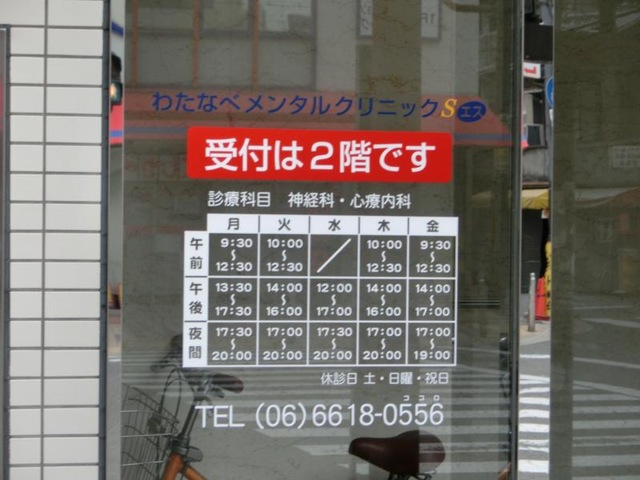 わたなべメンタルクリニックS エス
受付は2階です
診療科目 神経科・心療内科
月 火 水 木 金
午前 9:30〜12:30 10:00〜12:30 ／ 10:00〜12:30 9:30〜12:30
午後 13:30〜17:30 14:00〜16:00 12:00〜17:00 14:00〜16:00 14:00〜17:00
夜間 17:30〜20:00 17:00〜20:00 17:30〜20:00 17:00〜20:00 17:00〜19:00
休診日 土・日曜・祝日
ココロ
TEL (06)6618-0556